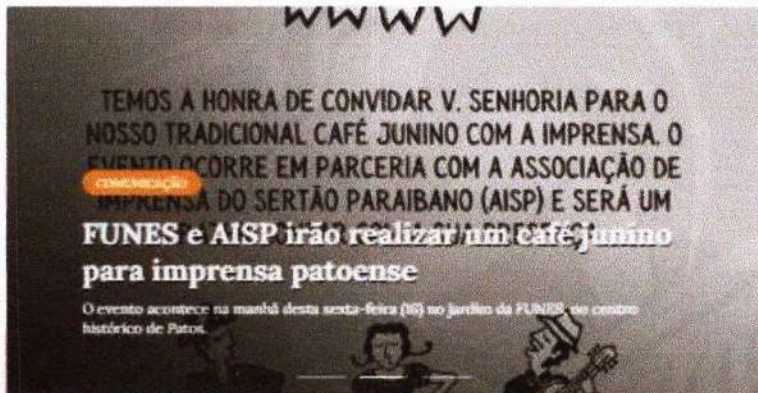 TEMOS A HONRA DE CONVIDAR V. SENHORIA PARA O
NOSSO TRADICIONAL CAFÉ JUNINO COM A IMPRENSA. O
EVENTO OCORRE EM PARCERIA COM A ASSOCIAÇÃO DE
COMUNICAÇÃO
IMPRENSA DO SERTÃO PARAIBANO (AISP) E SERÁ UM
FUNES e AISP irão realizar um café junino
para imprensa patoense
O evento acontece na manhã desta sexta-feira (16) no jardim da FUNES, no centro
histórico de Patos.